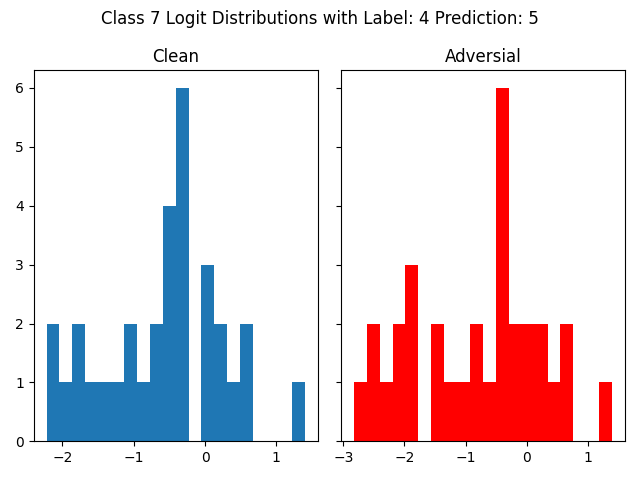 Class 7 Logit Distributions with Label: 4 Prediction: 5
Clean
Adversial
6
5
4
3
2
1
0
−2 −1 0 1
−3 −2 −1 0 1